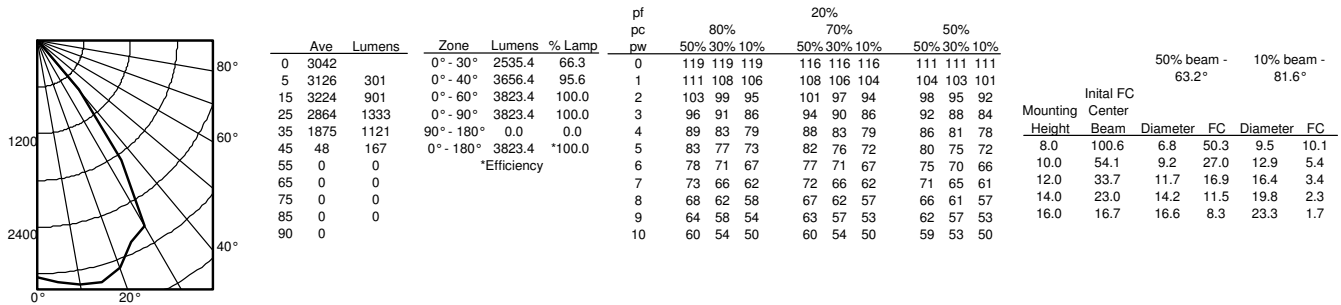 80°
60°
40°
20°
0°
1200
2400
Ave Lumens
0 3042
5 3126 301
15 3224 901
25 2864 1333
35 1875 1121
45 48 167
55 0 0
65 0 0
75 0 0
85 0 0
90 0
Zone Lumens % Lamp
0° - 30° 2535.4 66.3
0° - 40° 3656.4 95.6
0° - 60° 3823.4 100.0
0° - 90° 3823.4 100.0
90° - 180° 0.0 0.0
0° - 180° 3823.4 *100.0
*Efficiency
pf 20%
pc 80% 70% 50%
pw 50% 30% 10% 50% 30% 10% 50% 30% 10%
0 119 119 119 116 116 116 111 111 111
1 111 108 106 108 106 104 104 103 101
2 103 99 95 101 97 94 98 95 92
3 96 91 86 94 90 86 92 88 84
4 89 83 79 88 83 79 86 81 78
5 83 77 73 82 76 72 80 75 72
6 78 71 67 77 71 67 75 70 66
7 73 66 62 72 66 62 71 65 61
8 68 62 58 67 62 57 66 61 57
9 64 58 54 63 57 53 62 57 53
10 60 54 50 60 54 50 59 53 50
50% beam - 10% beam -
63.2° 81.6°
Inital FC
Mounting Center
Height Beam Diameter FC Diameter FC
8.0 100.6 6.8 50.3 9.5 10.1
10.0 54.1 9.2 27.0 12.9 5.4
12.0 33.7 11.7 16.9 16.4 3.4
14.0 23.0 14.2 11.5 19.8 2.3
16.0 16.7 16.6 8.3 23.3 1.7